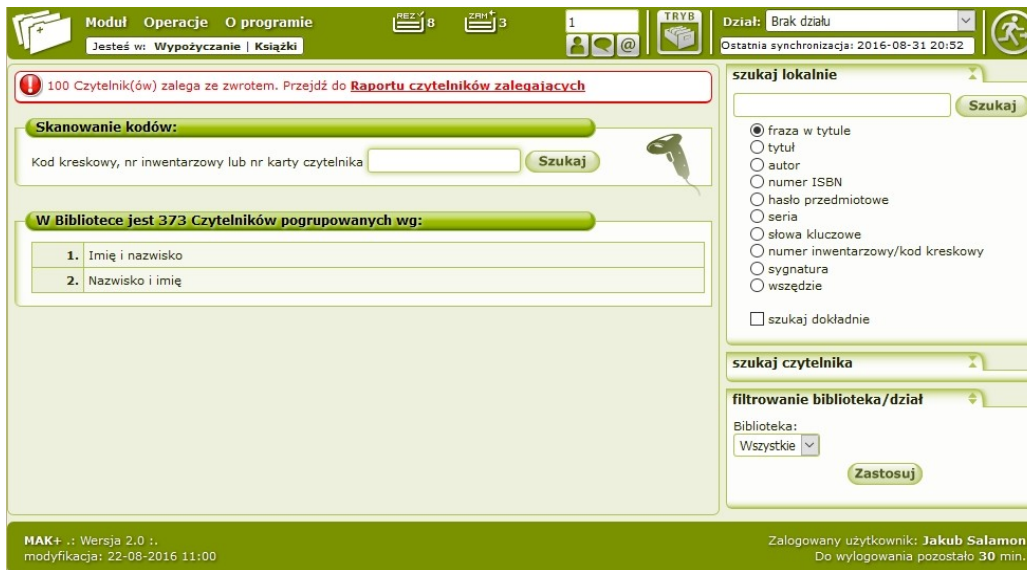 Moduł Operacje O programie
REZ 8
ZAM 3
1
TRYB
Dział: Brak działu
Jesteś w: Wypożyczanie | Książki
@
Ostatnia synchronizacja: 2016-08-31 20:52
100 Czytelnik(ów) zalega ze zwrotem. Przejdź do Raportu czytelników zalegających
Skanowanie kodów:
Kod kreskowy, nr inwentarzowy lub nr karty czytelnika Szukaj
W Bibliotece jest 373 Czytelników pogrupowanych wg:
1. Imię i nazwisko
2. Nazwisko i imię
szukaj lokalnie
Szukaj
fraza w tytule
tytuł
autor
numer ISBN
hasło przedmiotowe
seria
słowa kluczowe
numer inwentarzowy/kod kreskowy
sygnatura
wszędzie
szukaj dokładnie
szukaj czytelnika
filtrowanie biblioteka/dział
Biblioteka:
Wszystkie
Zastosuj
MAK+ .: Wersja 2.0 :.
modyfikacja: 22-08-2016 11:00
Zalogowany użytkownik: Jakub Salamon
Do wylogowania pozostało 30 min.